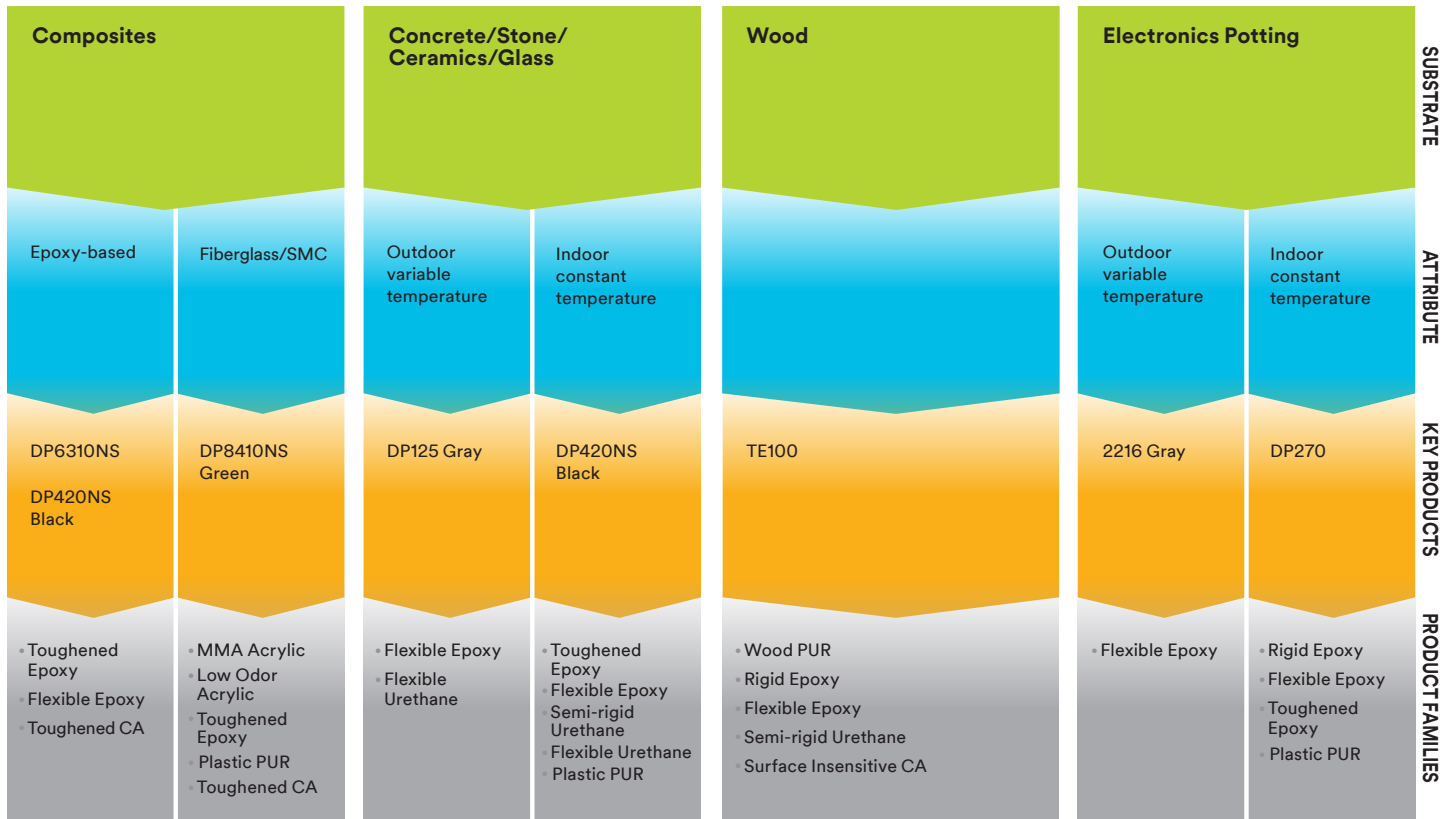 Composites
Concrete/Stone/
Ceramics/Glass
Wood
Electronics Potting
SUBSTRATE
Epoxy-based
Fiberglass/SMC
Outdoor
variable
temperature
Indoor
constant
temperature
Outdoor
variable
temperature
Indoor
constant
temperature
ATTRIBUTE
DP6310NS
DP420NS
Black
DP8410NS
Green
DP125 Gray
DP420NS
Black
TE100
2216 Gray
DP270
KEY PRODUCTS
• Toughened
Epoxy
• Flexible Epoxy
• Toughened CA
• MMA Acrylic
• Low Odor
Acrylic
• Toughened
Epoxy
• Plastic PUR
• Toughened CA
• Flexible Epoxy
• Flexible
Urethane
• Toughened
Epoxy
• Flexible Epoxy
• Semi-rigid
Urethane
• Flexible Urethane
• Plastic PUR
• Wood PUR
• Rigid Epoxy
• Flexible Epoxy
• Semi-rigid Urethane
• Surface Insensitive CA
• Flexible Epoxy
• Rigid Epoxy
• Flexible Epoxy
• Toughened
Epoxy
• Plastic PUR
PRODUCT FAMILIES